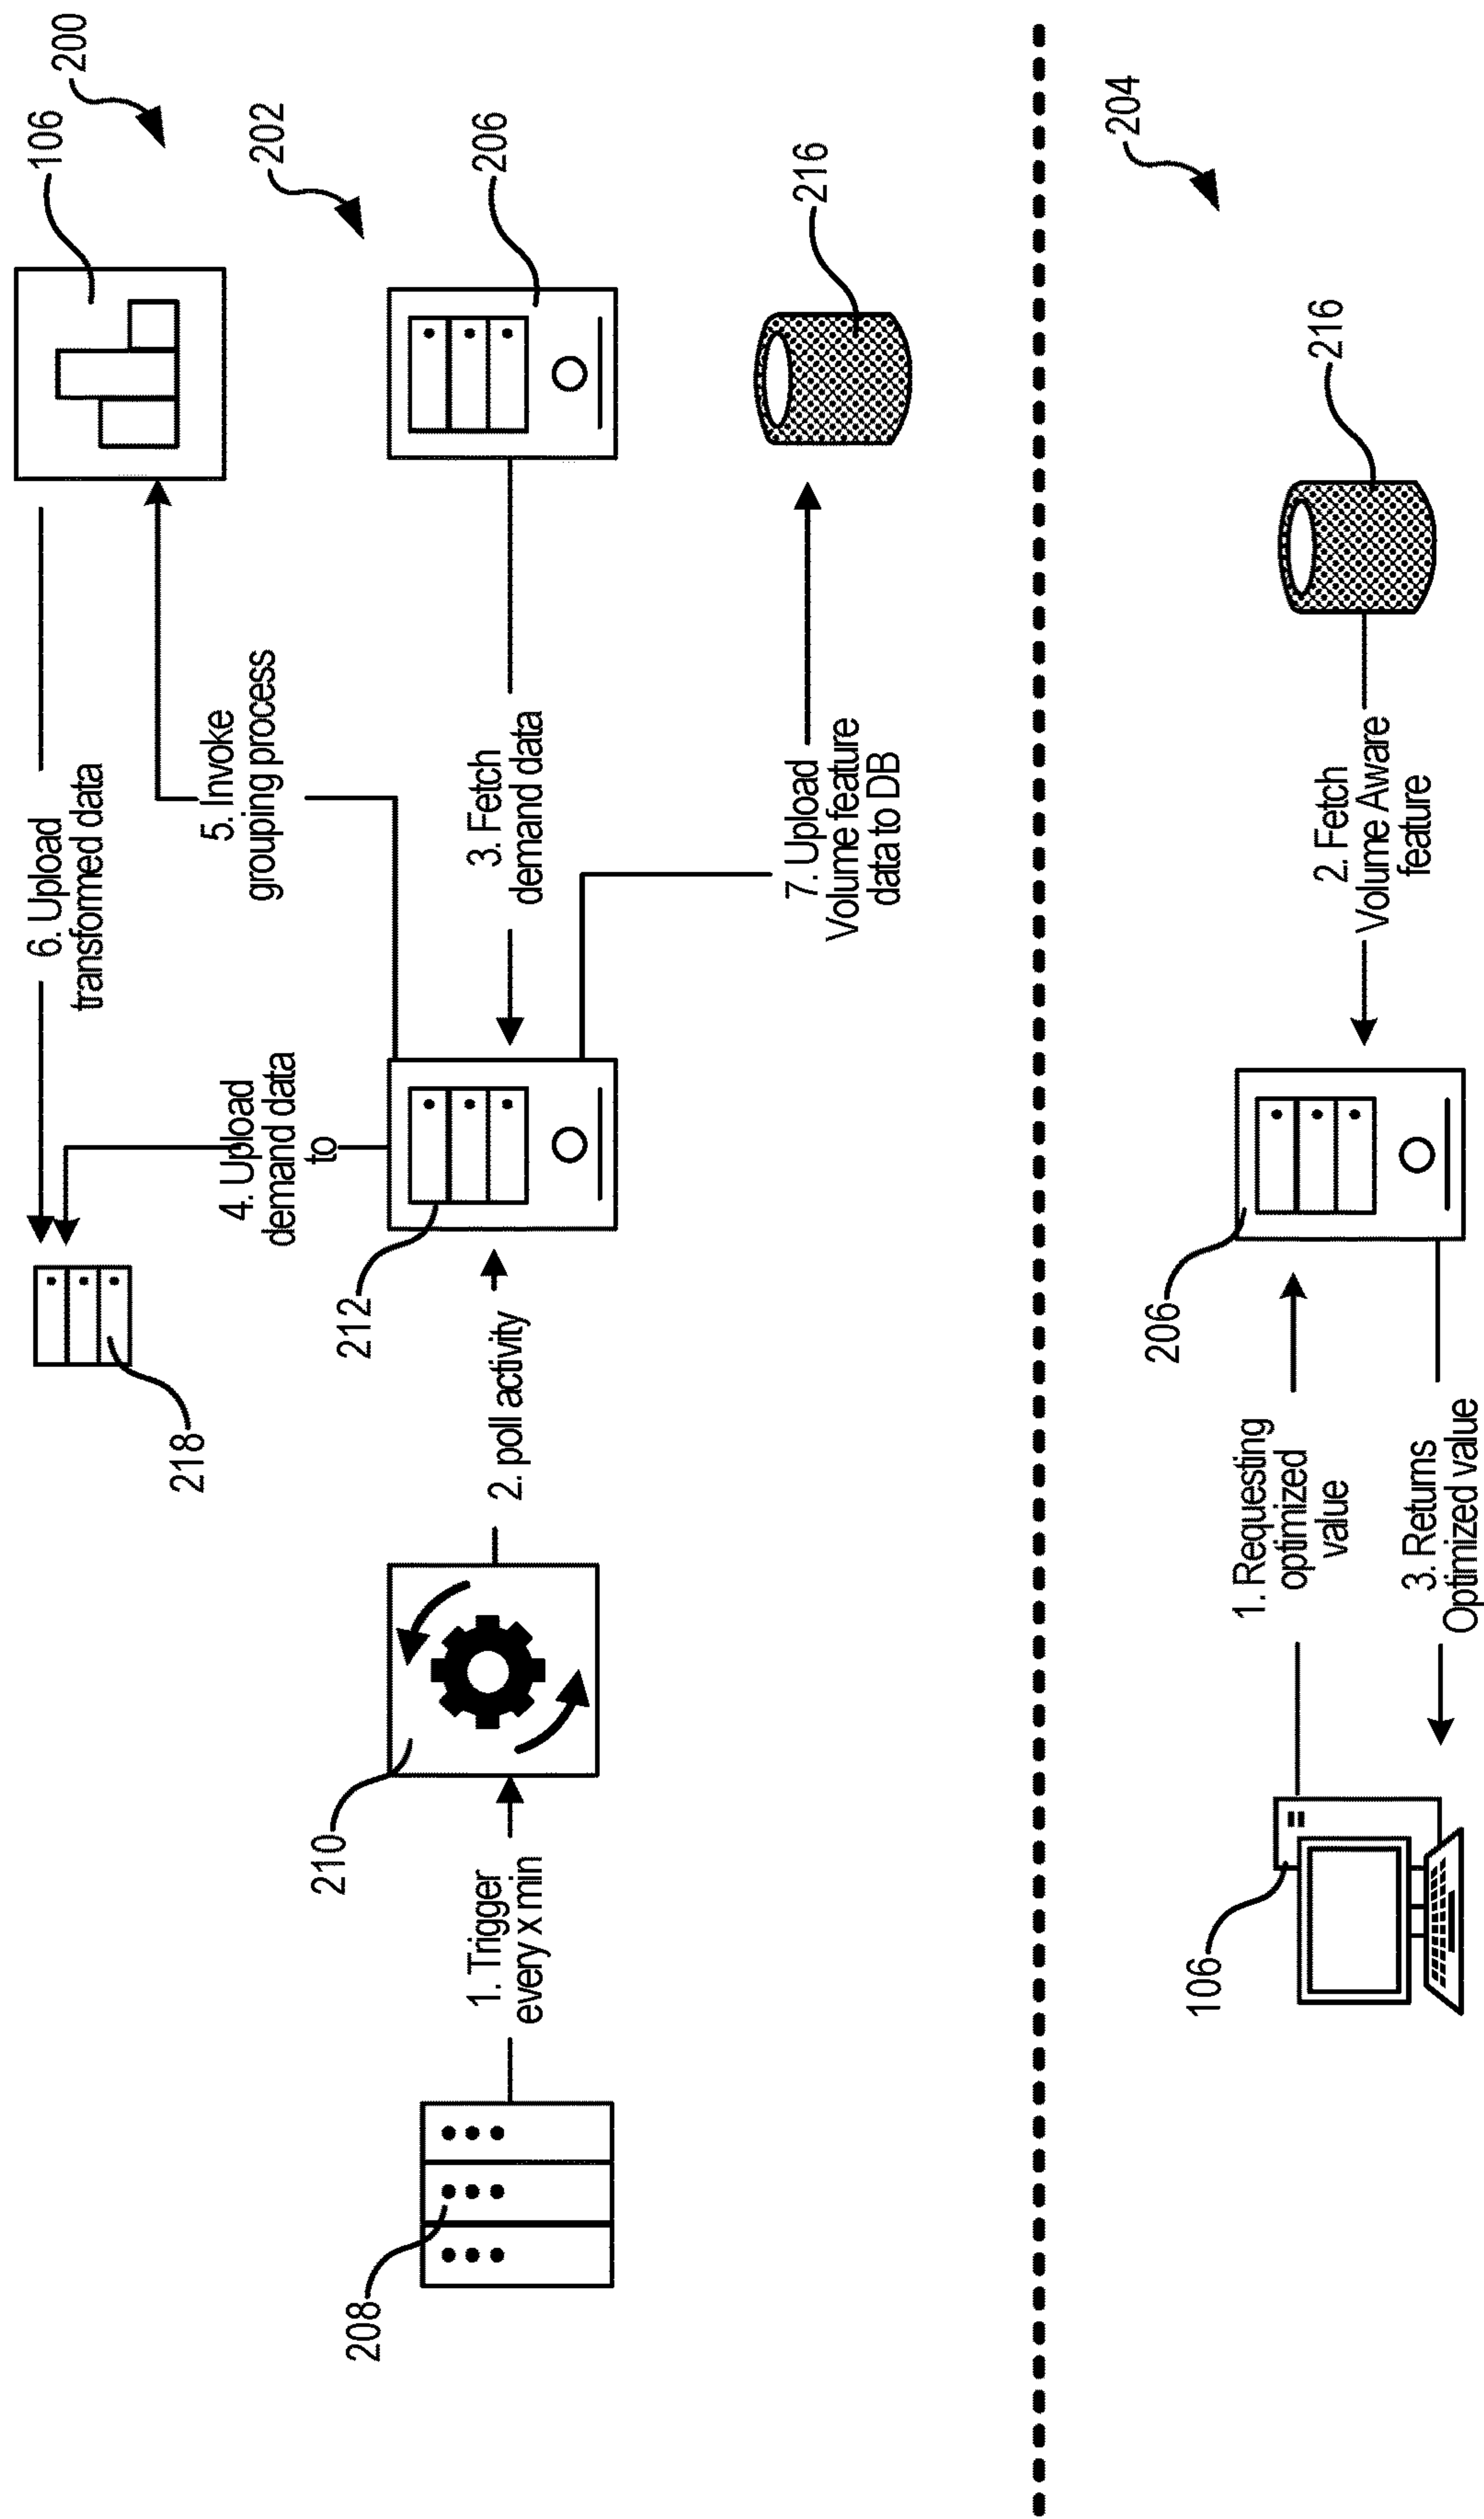 200
106
202
206
216
6. Upload
transfomed data
5. Invoke
grouping process
3. Fetch
demand data
7. Upload
Volume feature
data to DB
4. Upload
demand data
to
218
212
2. poll activity
210
1. Trigger
every x min
208
204
216
2. Fetch
Volume Aware
feature
206
1. Requesting
optimized
value
3. Returns
Optimized value
106